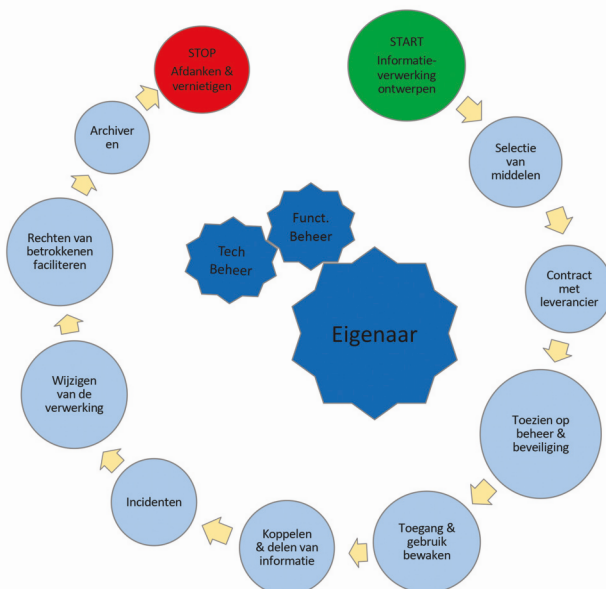 START
Informatie-
verwerking
ontwerpen
Selectie
van
middelen
Contract
met
leverancier
Toezien op
beheer &
beveiliging
Toegang &
gebruik
bewaken
Koppelen
& delen van
informatie
Incidenten
Wijzigen
van de
verwerking
Rechten van
betrokkenen
faciliteren
Archiver
en
STOP
Afdanken &
vernietigen
Funct.
Beheer
Tech
Beheer
Eigenaar